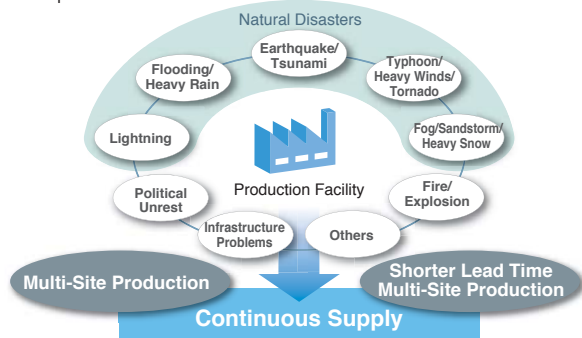 Natural Disasters
Earthquake/
Tsunami
Flooding/
Heavy Rain
Typhoon/
Heavy Winds/
Tornado
Lightning
Fog/Sandstorm/
Heavy Snow
Production Facility
Political
Unrest
Fire/
Explosion
Infrastructure
Problems
Others
Multi-Site Production
Shorter Lead Time
Multi-Site Production
Continuous Supply